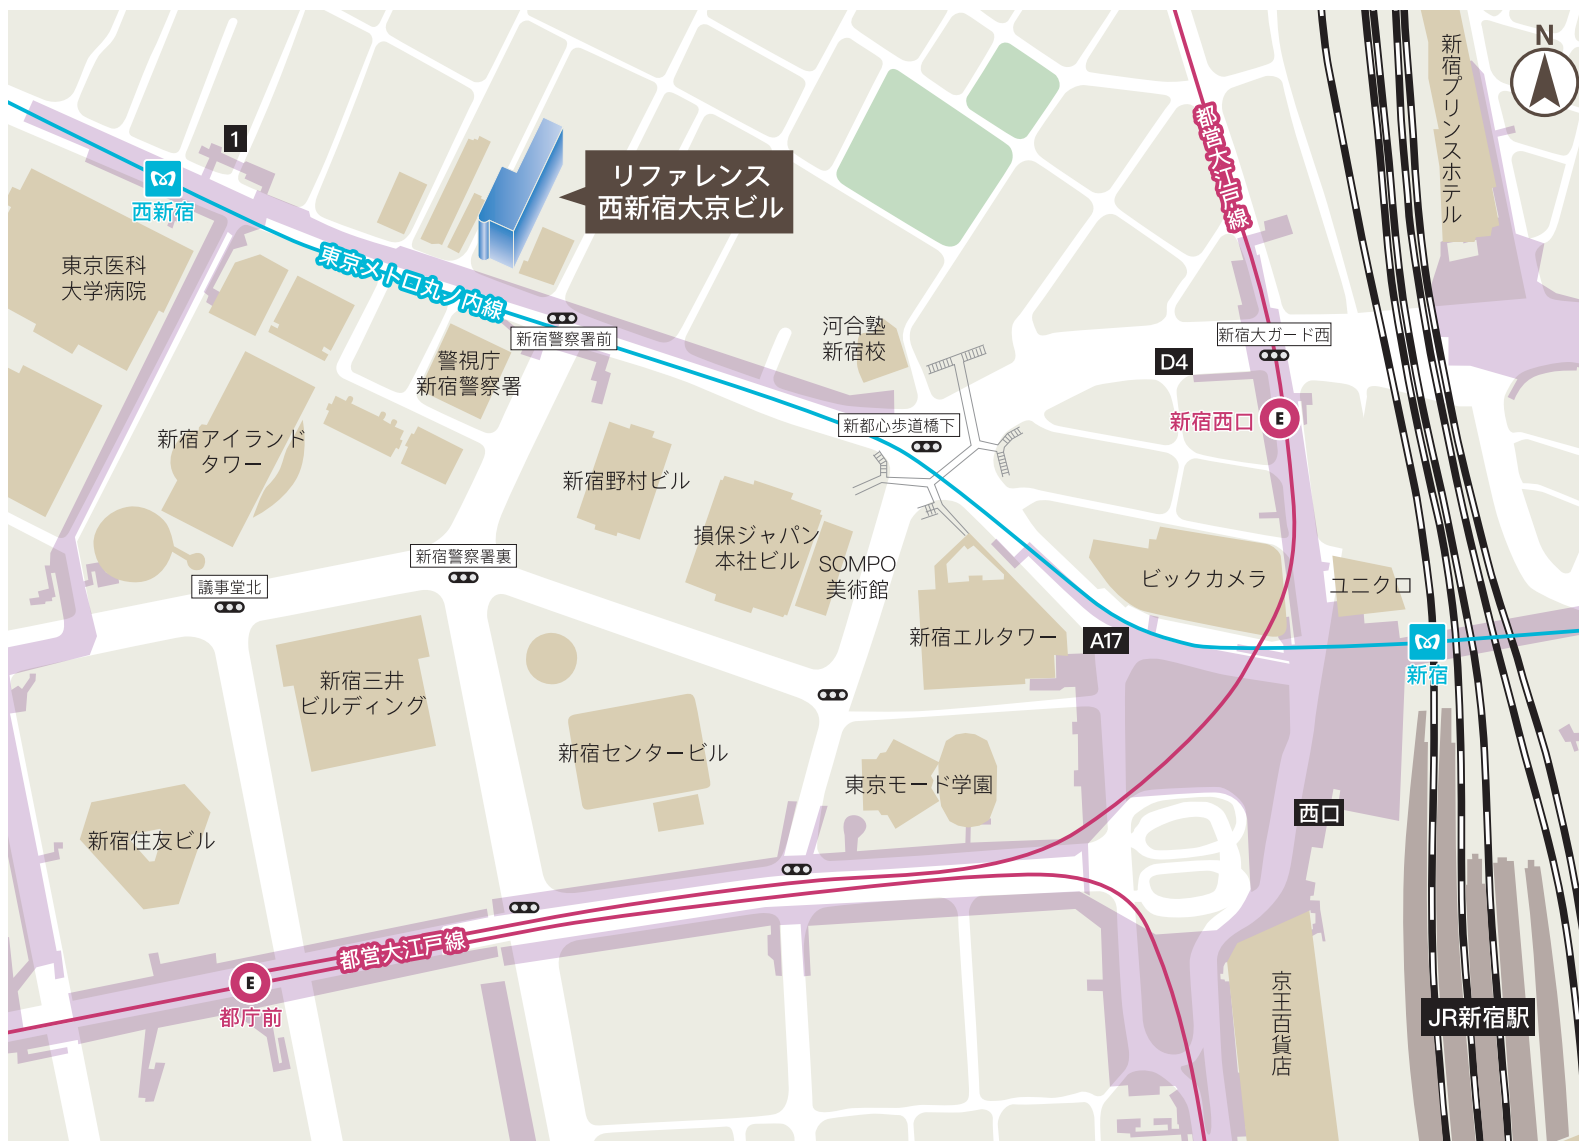 N
新宿プリンスホテル
1
都営大江戸線
リファレンス
西新宿大京ビル
西新宿
東京メトロ丸ノ内線
東京医科
大学病院
新宿警察署前
河合塾
新宿校
新宿大ガード西
D4
警視庁
新宿警察署
新宿西口
E
新都心歩道橋下
新宿アイランド
タワー
新宿野村ビル
損保ジャパン
本社ビル
SOMPO
美術館
新宿警察署裏
議事堂北
ビックカメラ
ユニクロ
新宿エルタワー
A17
新宿
新宿三井
ビルディング
新宿センタービル
東京モード学園
西口
新宿住友ビル
都営大江戸線
E
都庁前
京王百貨店
JR新宿駅